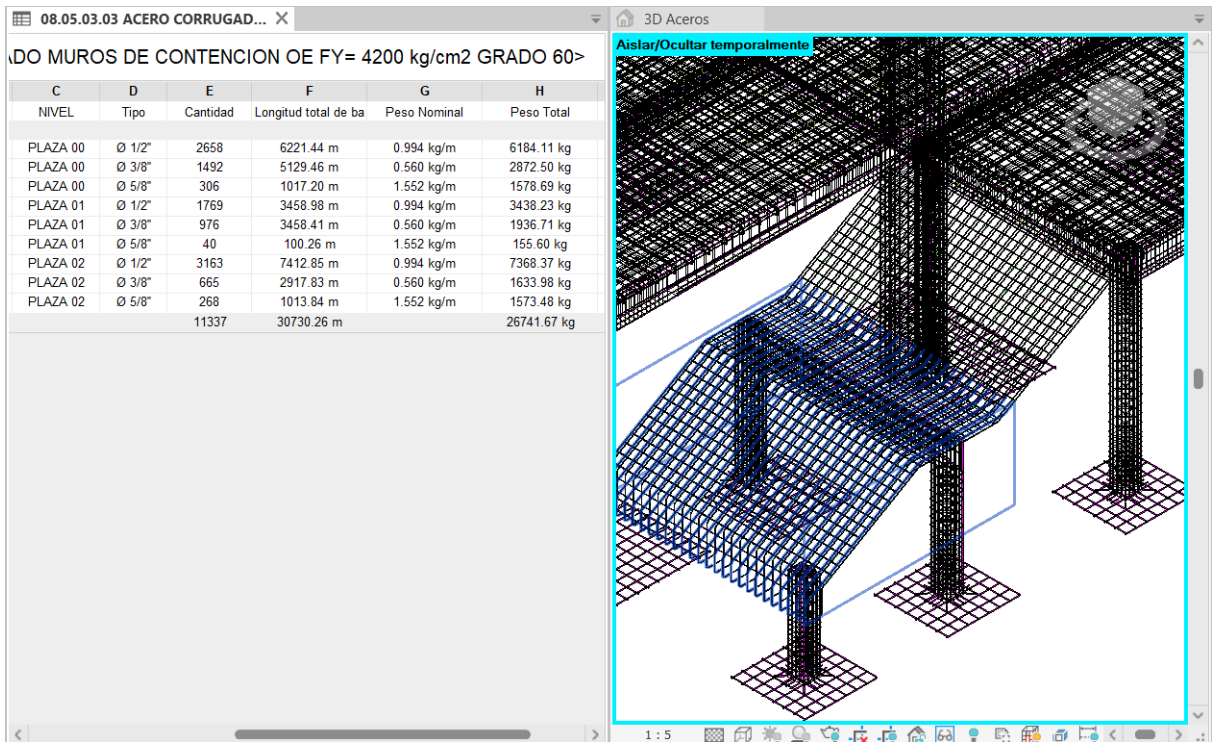 08.05.03.03 ACERO CORRUGAD...
3D Aceros
ADO MUROS DE CONTENCION OE FY= 4200 kg/cm2 GRADO 60>
C D E F G H
NIVEL Tipo Cantidad Longitud total de ba Peso Nominal Peso Total
PLAZA 00 Ø 1/2" 2658 6221.44 m 0.994 kg/m 6184.11 kg
PLAZA 00 Ø 3/8" 1492 5129.46 m 0.560 kg/m 2872.50 kg
PLAZA 00 Ø 5/8" 306 1017.20 m 1.552 kg/m 1578.69 kg
PLAZA 01 Ø 1/2" 1769 3458.98 m 0.994 kg/m 3438.23 kg
PLAZA 01 Ø 3/8" 976 3458.41 m 0.560 kg/m 1936.71 kg
PLAZA 01 Ø 5/8" 40 100.26 m 1.552 kg/m 155.60 kg
PLAZA 02 Ø 1/2" 3163 7412.85 m 0.994 kg/m 7368.37 kg
PLAZA 02 Ø 3/8" 665 2917.83 m 0.560 kg/m 1633.98 kg
PLAZA 02 Ø 5/8" 268 1013.84 m 1.552 kg/m 1573.48 kg
11337 30730.26 m 26741.67 kg
Aislar/Ocultar temporalmente
1 : 5